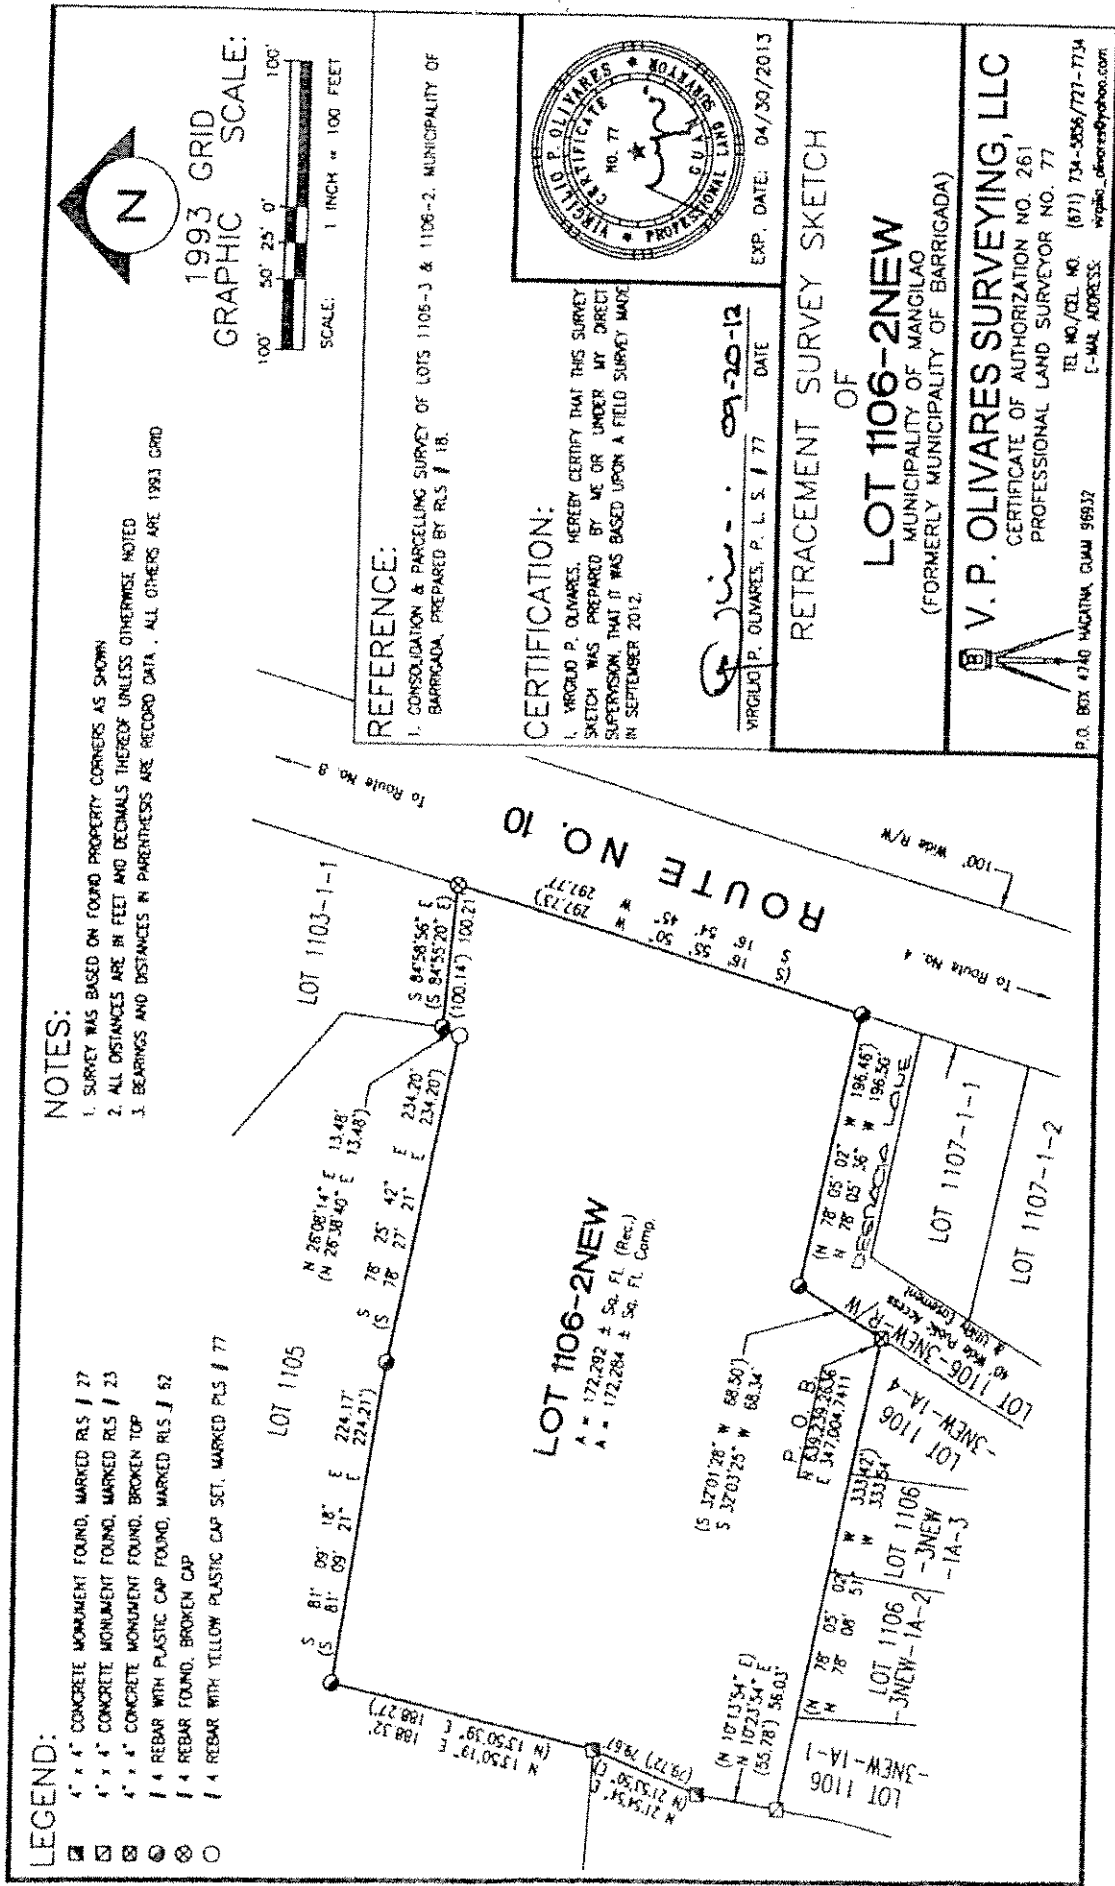 LEGEND:
4" x 4" CONCRETE MONUMENT FOUND, MARKED RLS # 27
4" x 4" CONCRETE MONUMENT FOUND, MARKED RLS # 23
4" x 4" CONCRETE MONUMENT FOUND, BROKEN TOP
# 4 REBAR WITH PLASTIC CAP FOUND, MARKED RLS # 62
# 4 REBAR FOUND, BROKEN CAP
# 4 REBAR WITH YELLOW PLASTIC CAP SET, MARKED PLS # 77
NOTES:
1. SURVEY WAS BASED ON FOUND PROPERTY CORNERS AS SHOWN
2. ALL DISTANCES ARE IN FEET AND DECIMALS THEREOF UNLESS OTHERWISE NOTED
3. BEARINGS AND DISTANCES IN PARENTHESIS ARE RECORD DATA, ALL OTHERS ARE 1993 GRID
N
1993 GRID
GRAPHIC SCALE:
100' 50' 25' 0' 100'
SCALE: 1 INCH = 100 FEET
LOT 1105
LOT 1103-1-1
S 81° 09' 18" E 224.17'
(S 81° 09' 21" E 224.21')
S 78° 25' 42" E 234.20'
(S 78° 27' 21" E 234.20')
N 26°08'14" E 13.48'
(N 26°38'40" E 13.48')
S 84°58'56" E
(S 84°55'20" E)
(100.14') 100.21'
N 13°50'19" E 188.32'
(N 13°50'39" E 188.27')
N 21°54'34" E
(N 21°53'50" E)
(79.72') 79.67'
(N 10°13'54" E)
N 10°23'54" E
(55.78') 56.03'
LOT 1106-2NEW
A = 172,292 ± Sq. Ft. (Rec.)
A = 172,284 ± Sq. Ft. Comp.
S 16° 55' 50" W 297.73')
(S 16° 54' 45" W 297.77'
ROUTE NO. 10
To Route No. 8
To Route No. 4
100' Wide R/W
(S 32°01'28" W 68.50')
S 32°03'25" W 68.34'
P. O. B.
N 639,239.2636
E 347,004.7411
(N 78° 05' 02" W 196.46')
N 78° 05' 36" W 196.50'
DESGRACIA LANE
(N 78° 05' 02" W 333.42')
N 78° 08' 51" W 333.54'
LOT 1106
-3NEW-1A-1
LOT 1106
-3NEW-1A-2
LOT 1106
-3NEW
-1A-3
LOT 1106
-3NEW-1A-4
LOT 1106-3NEW-R/W
40' Wide Public Access
& Utility Easement
LOT 1107-1-1
LOT 1107-1-2
REFERENCE:
1. CONSOLIDATION & PARCELLING SURVEY OF LOTS 1105-3 & 1106-2, MUNICIPALITY OF
BARRIGADA, PREPARED BY RLS # 18.
CERTIFICATION:
I, VIRGILIO P. OLIVARES, HEREBY CERTIFY THAT THIS SURVEY
SKETCH WAS PREPARED BY ME OR UNDER MY DIRECT
SUPERVISION, THAT IT WAS BASED UPON A FIELD SURVEY MADE
IN SEPTEMBER 2012.
09-20-12
VIRGILIO P. OLIVARES, P. L. S. # 77 DATE
VIRGILIO P. OLIVARES
CERTIFICATE
NO. 77
GUAM
PROFESSIONAL LAND SURVEYOR
EXP. DATE: 04/30/2013
RETRACEMENT SURVEY SKETCH
OF
LOT 1106-2NEW
MUNICIPALITY OF MANGILAO
(FORMERLY MUNICIPALITY OF BARRIGADA)
V. P. OLIVARES SURVEYING, LLC
CERTIFICATE OF AUTHORIZATION NO. 261
PROFESSIONAL LAND SURVEYOR NO. 77
P.O. BOX 4740 HAGATNA, GUAM 96932
TEL NO./CELL NO. (671) 734-5856/727-7734
E-MAIL ADDRESS: virgilio_olivares@yahoo.com